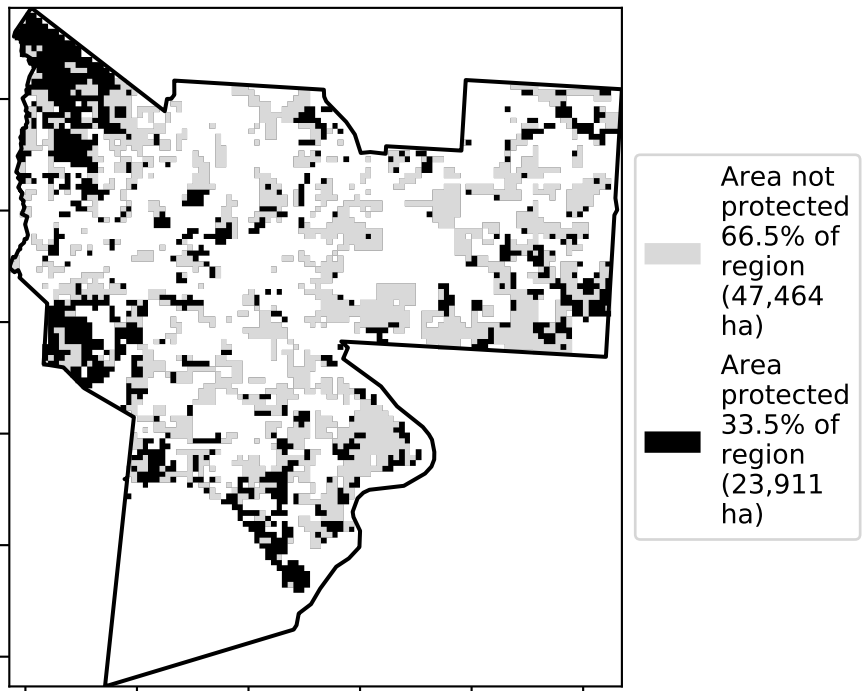 Area not
protected
66.5% of
region
(47,464
ha)
Area
protected
33.5% of
region
(23,911
ha)